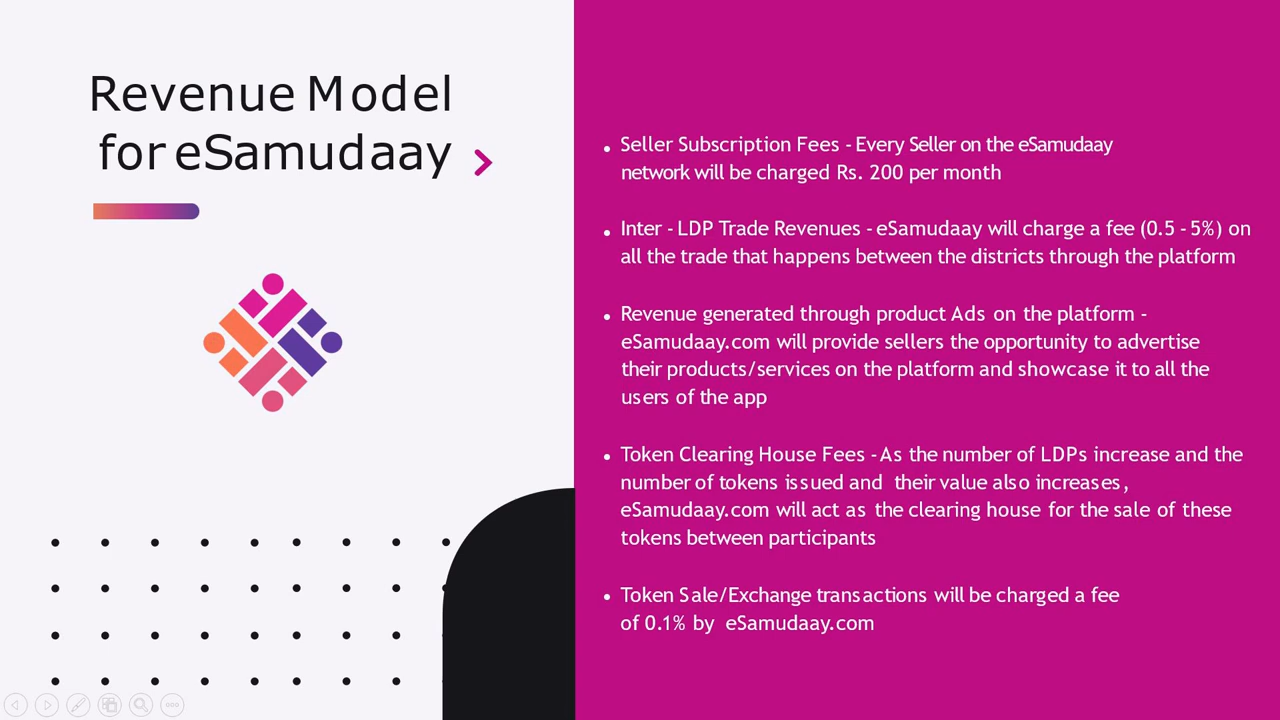 Revenue Model
for eSamudaay
• Seller Subscription Fees - Every Seller on the eSamudaay
network will be charged Rs. 200 per month
• Inter - LDP Trade Revenues - eSamudaay will charge a fee (0.5 - 5%) on
all the trade that happens between the districts through the platform
• Revenue generated through product Ads on the platform -
eSamudaay.com will provide sellers the opportunity to advertise
their products/services on the platform and showcase it to all the
users of the app
• Token Clearing House Fees - As the number of LDPs increase and the
number of tokens issued and their value also increases,
eSamudaay.com will act as the clearing house for the sale of these
tokens between participants
• Token Sale/Exchange transactions will be charged a fee
of 0.1% by eSamudaay.com